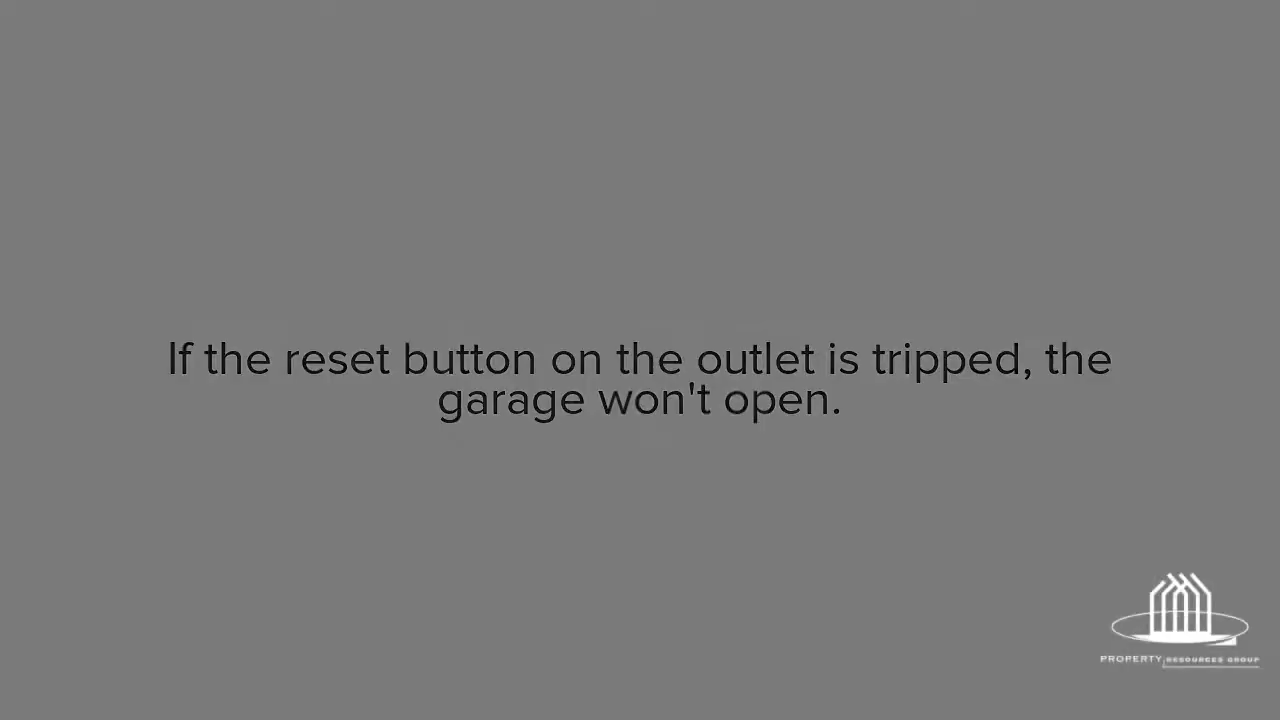 If the reset button on the outlet is tripped, the
garage won't open.
PROPERTY RESOURCES GROUP